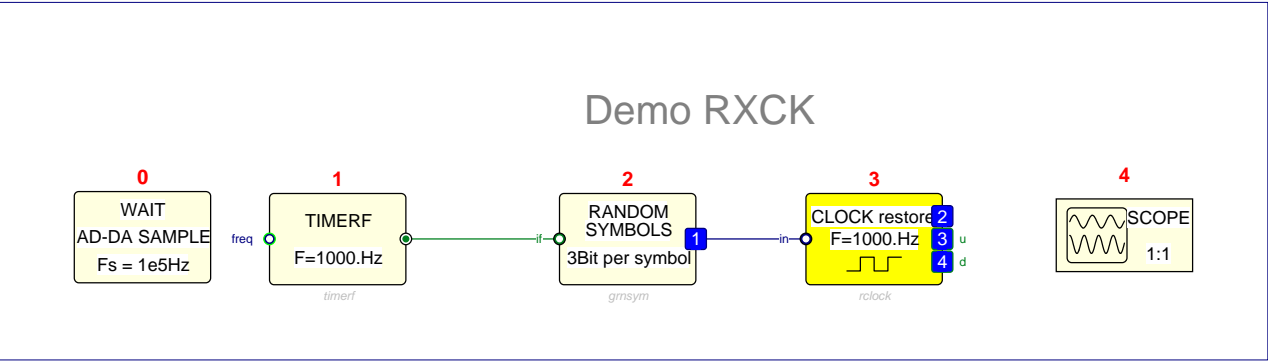 Demo RXCK
0
1
2
3
4
WAIT
AD-DA SAMPLE
Fs = 1e5Hz
freq
TIMERF
F=1000.Hz
timerf
if
RANDOM
SYMBOLS
3Bit per symbol
1
grnsym
in
CLOCK restore
F=1000.Hz
2
3
4
u
d
rclock
SCOPE
1:1